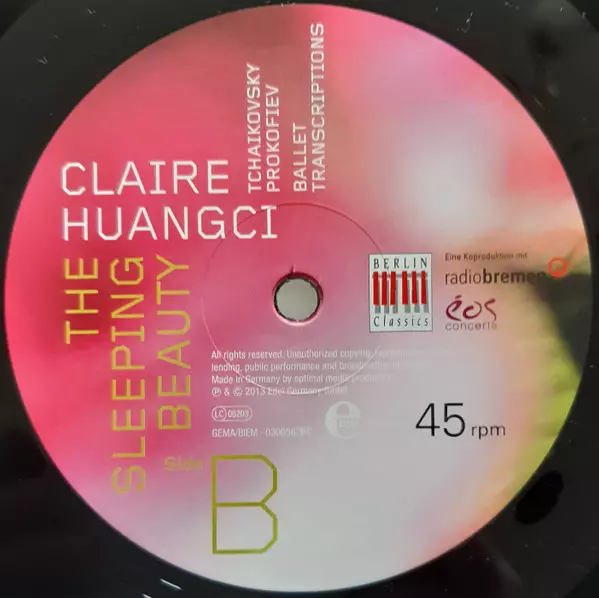 CLAIRE
HUANGCI
TCHAIKOVSKY
PROKOFIEV
BALLET
TRANSCRIPTIONS
THE
SLEEPING
BEAUTY
BERLIN
Classics
Eine Koproduktion mit
radiobremen
éos
concerts
All rights reserved. Unauthorized copying,
lending, public performance and
Made in Germany by optimal media
℗ & © 2013 Edel Germany GmbH
LC 06203
GEMA/BIEM -
45 rpm
Side
B